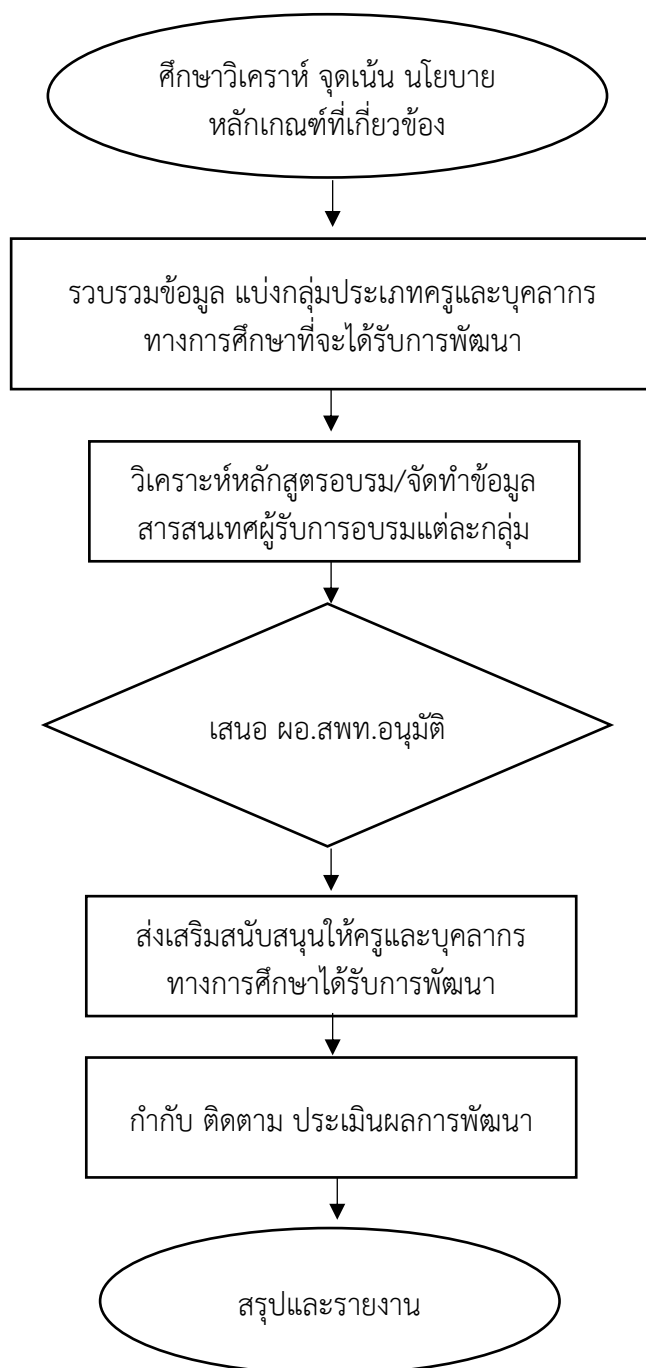 ศึกษาวิเคราห์ จุดเน้น นโยบาย
หลักเกณฑ์ที่เกี่ยวข้อง
รวบรวมข้อมูล แบ่งกลุ่มประเภทครูและบุคลากร
ทางการศึกษาที่จะได้รับการพัฒนา
วิเคราะห์หลักสูตรอบรม/จัดทำข้อมูล
สารสนเทศผู้รับการอบรมแต่ละกลุ่ม
เสนอ ผอ.สพท.อนุมัติ
ส่งเสริมสนับสนุนให้ครูและบุคลากร
ทางการศึกษาได้รับการพัฒนา
กำกับ ติดตาม ประเมินผลการพัฒนา
สรุปและรายงาน